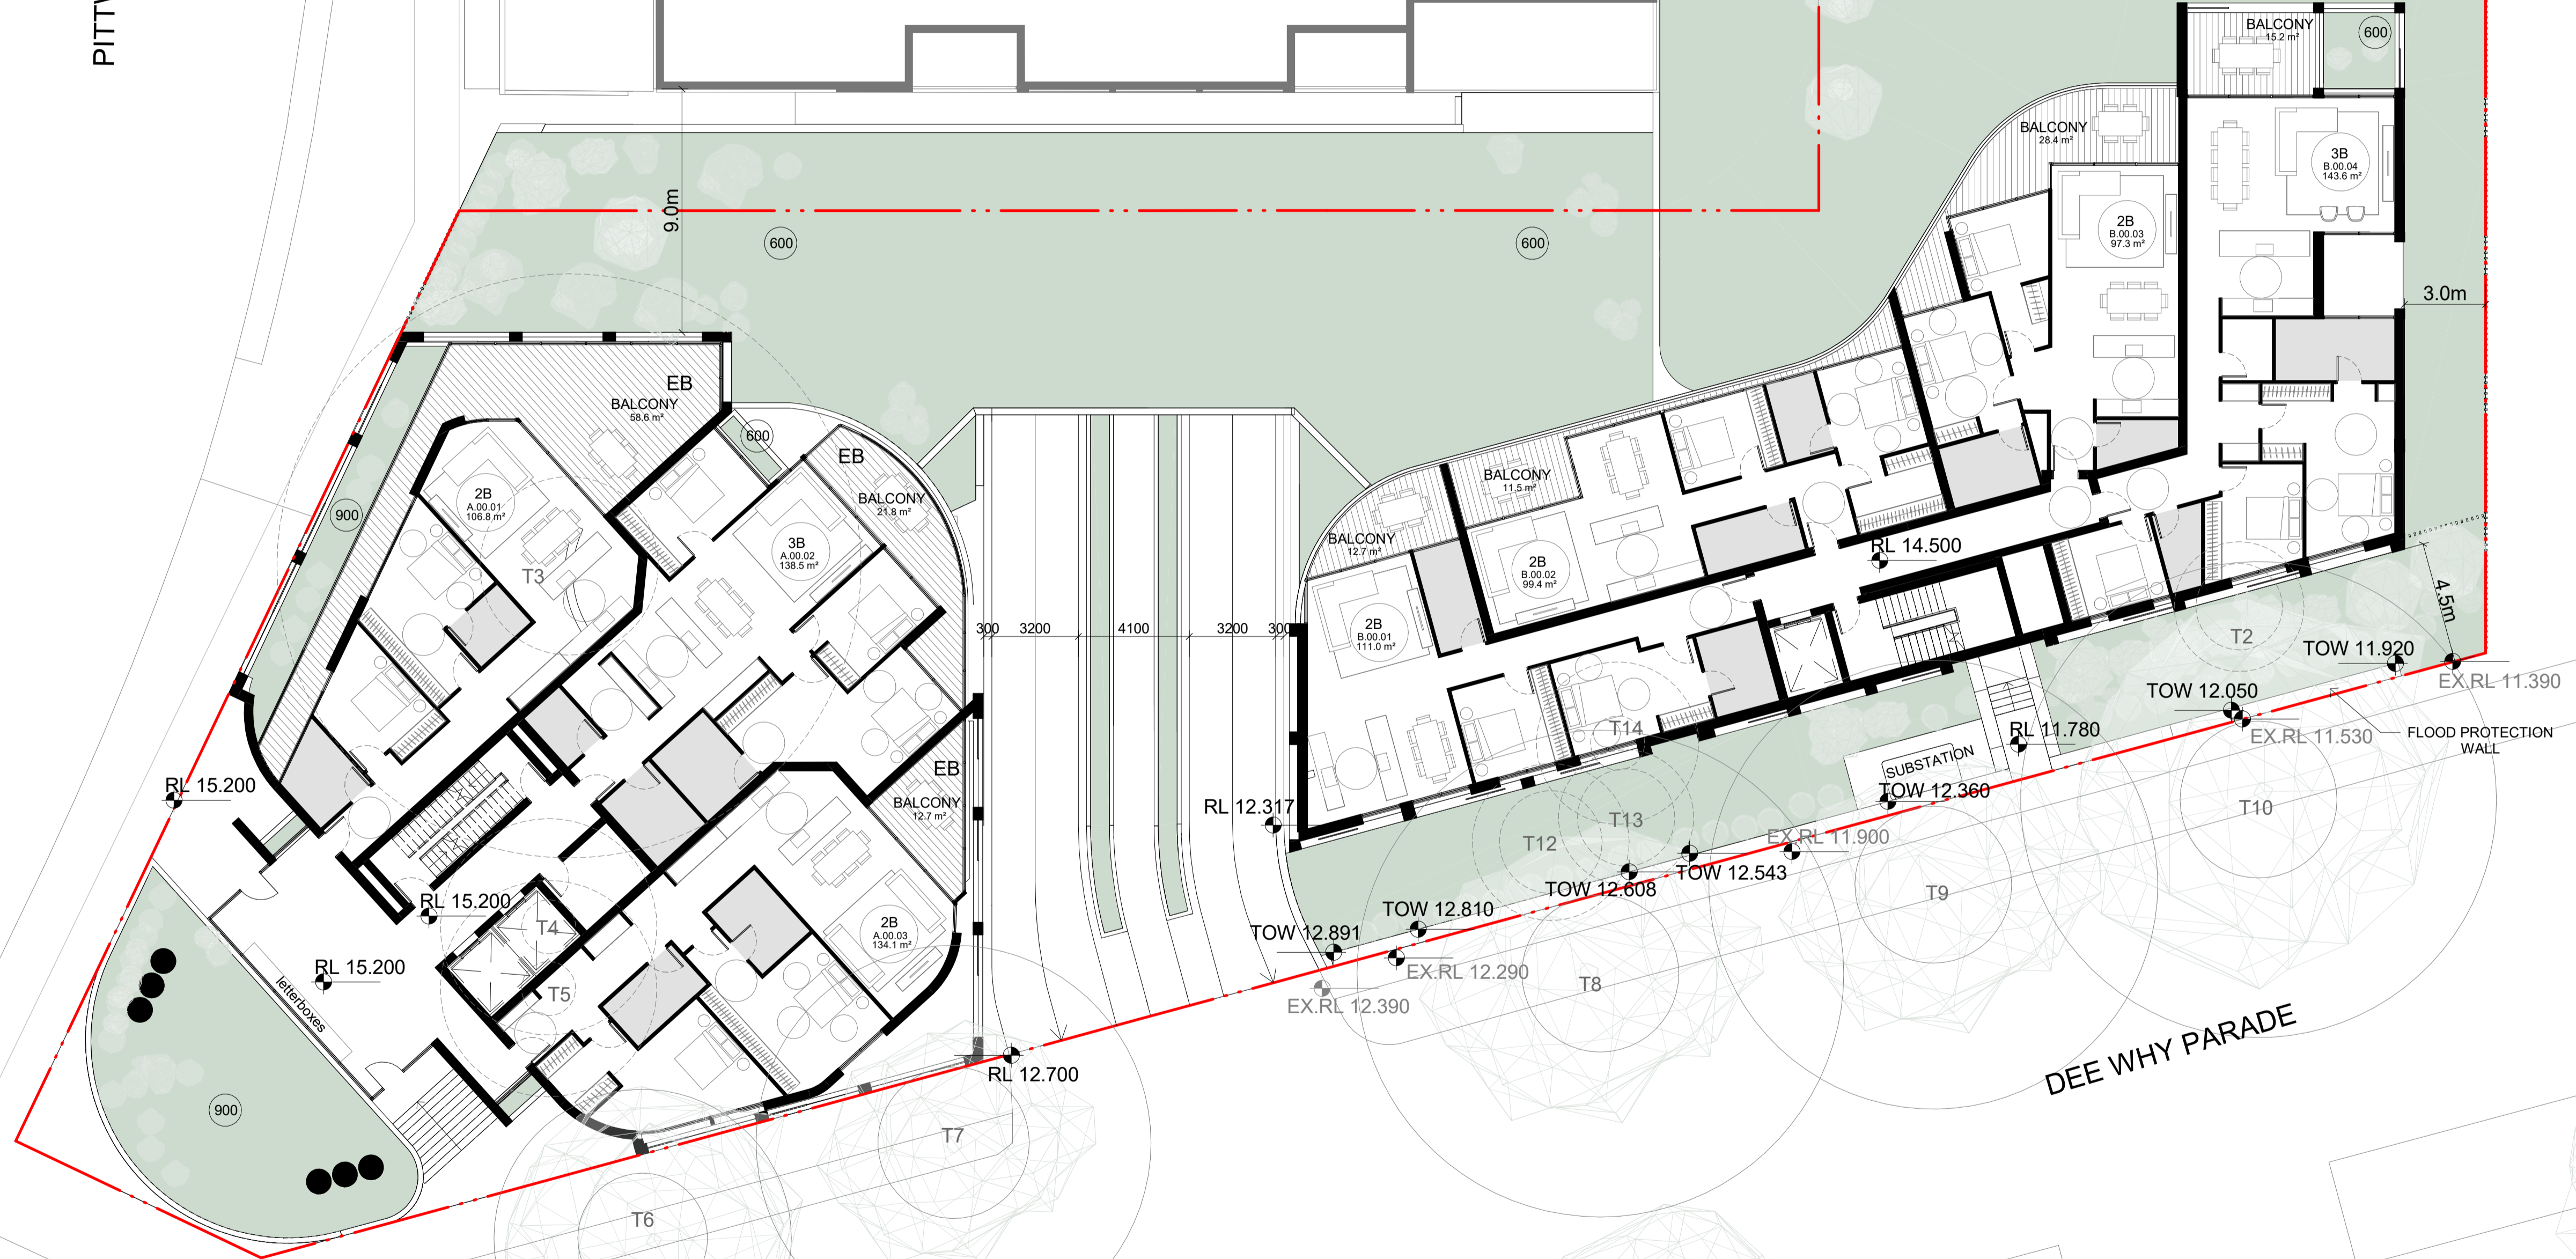 PITTW
BALCONY
15.2 m²
600
BALCONY
28.4 m²
3B
B.00.04
143.6 m²
9.0m
2B
B.00.03
97.3 m²
600
600
3.0m
EB
BALCONY
58.6 m²
600
EB
BALCONY
21.8 m²
2B
A.00.01
106.8 m²
900
T3
3B
A.00.02
138.5 m²
BALCONY
11.5 m²
BALCONY
12.7 m²
2B
B.00.02
99.4 m²
RL 14.500
4.5m
300
3200
4100
3200
300
2B
B.00.01
111.0 m²
T2
TOW 11.920
EX.RL 11.390
TOW 12.050
EX.RL 11.530
FLOOD PROTECTION
WALL
T14
RL 11.780
SUBSTATION
TOW 12.360
EB
BALCONY
12.7 m²
RL 15.200
RL 12.317
T12
T13
EX.RL 11.900
T10
TOW 12.608
TOW 12.543
T9
RL 15.200
T4
2B
A.00.03
134.1 m²
TOW 12.810
TOW 12.891
EX.RL 12.290
EX.RL 12.390
T8
RL 15.200
letterboxes
T5
DEE WHY PARADE
RL 12.700
900
T7
T6